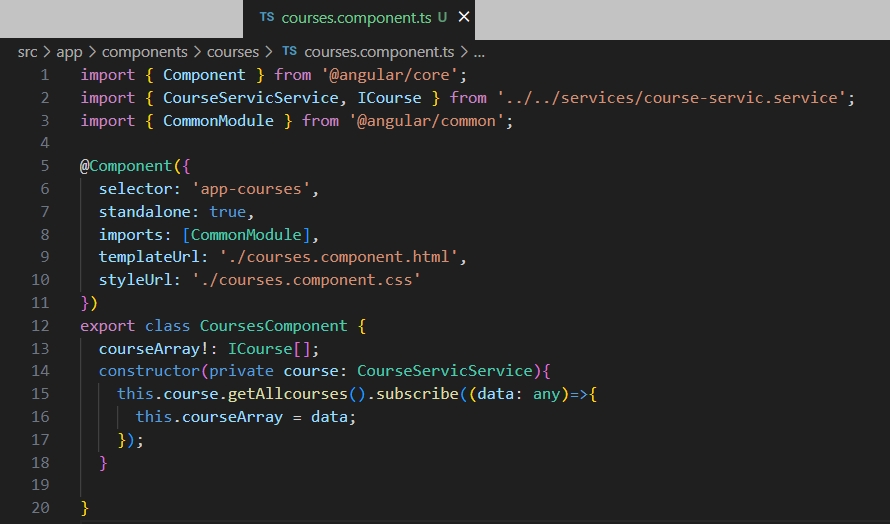 TS courses.component.ts U ×
src > app > components > courses > TS courses.component.ts > ...
1 import { Component } from '@angular/core';
2 import { CourseServicService, ICourse } from '../../services/course-servic.service';
3 import { CommonModule } from '@angular/common';
4
5 @Component({
6 selector: 'app-courses',
7 standalone: true,
8 imports: [CommonModule],
9 templateUrl: './courses.component.html',
10 styleUrl: './courses.component.css'
11 })
12 export class CoursesComponent {
13 courseArray!: ICourse[];
14 constructor(private course: CourseServicService){
15 this.course.getAllcourses().subscribe((data: any)=>{
16 this.courseArray = data;
17 });
18 }
19
20 }